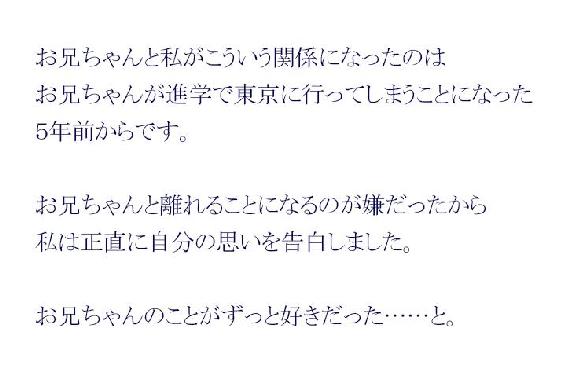 お兄ちゃんと私がこういう関係になったのは
お兄ちゃんが進学で東京に行ってしまうことになった
5年前からです。
お兄ちゃんと離れることになるのが嫌だったから
私は正直に自分の思いを告白しました。
お兄ちゃんのことがずっと好きだった……と。